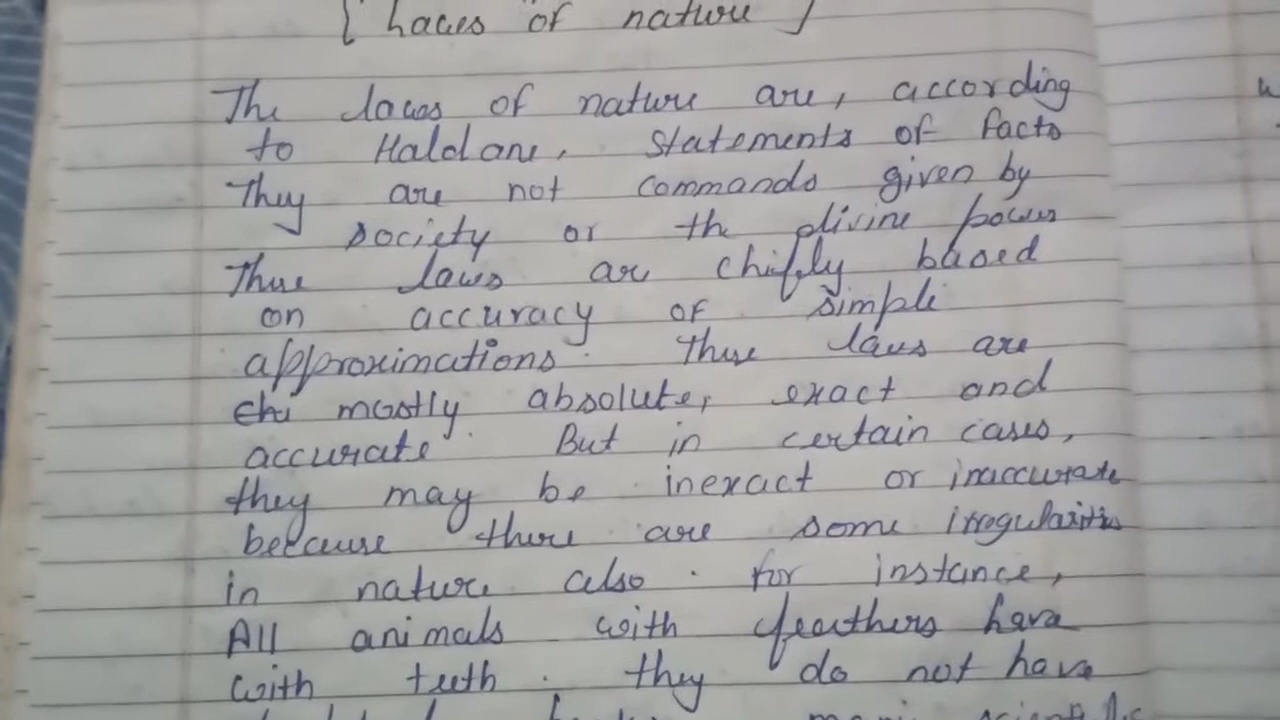 [ Laws of nature ]
The laws of nature are, according
to Haldane, statements of facts
They are not commands given by
society or the divine power
These laws are chifly based
on accuracy of simple
approximations. These laws are
mostly absolute, exact and
accurate. But in certain cases,
they may be inexact or inaccurate
because there are some irregularities
in nature also. for instance,
All animals with feathers have
with teeth. they do not have